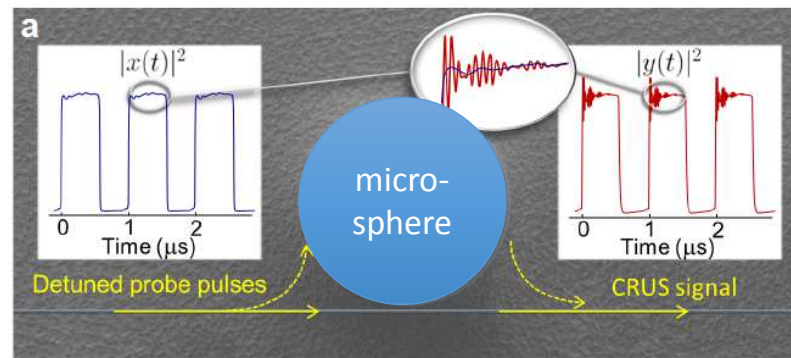 a
|x(t)|²
0 1 2
Time (μs)
Detuned probe pulses
micro-
sphere
|y(t)|²
0 1 2
Time (μs)
CRUS signal